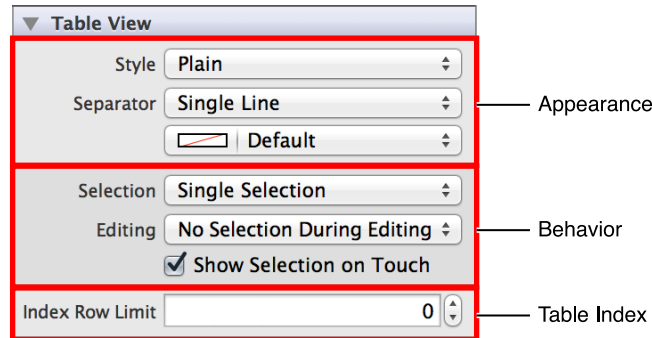 Table View
Style Plain
Separator Single Line
Appearance
Default
Selection Single Selection
Editing No Selection During Editing
Behavior
Show Selection on Touch
Index Row Limit 0
Table Index